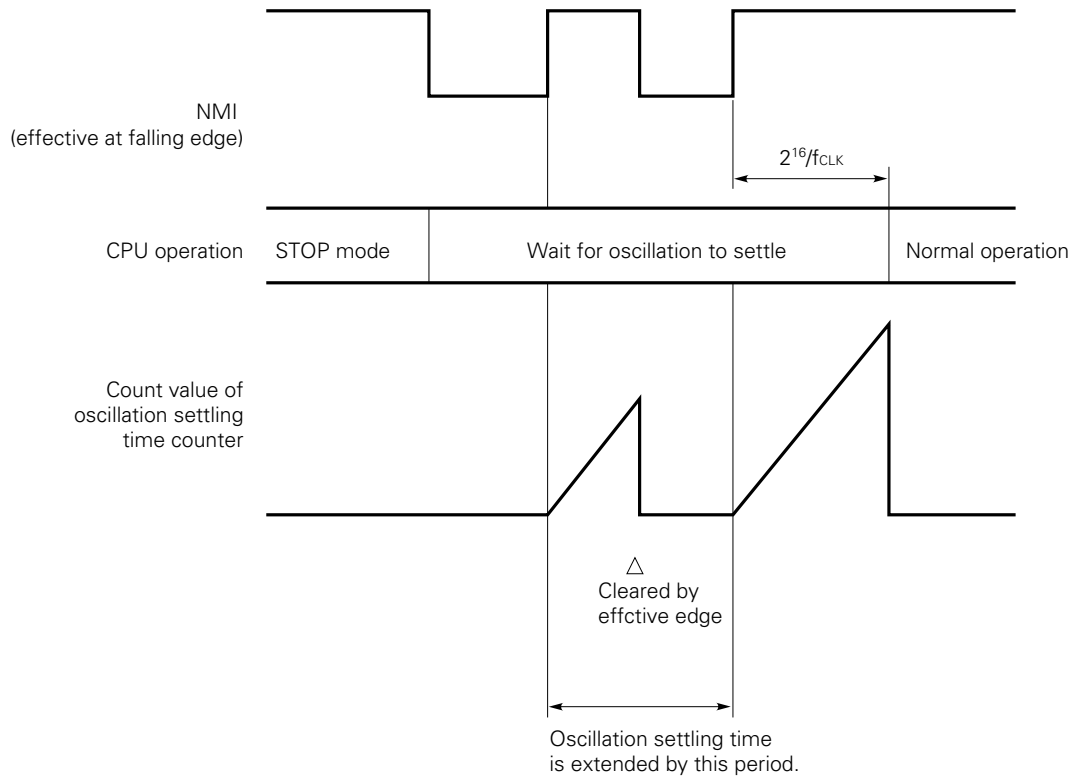 NMI
(effective at falling edge)
2¹⁶/fCLK
CPU operation
STOP mode
Wait for oscillation to settle
Normal operation
Count value of
oscillation settling
time counter
Cleared by
effctive edge
Oscillation settling time
is extended by this period.